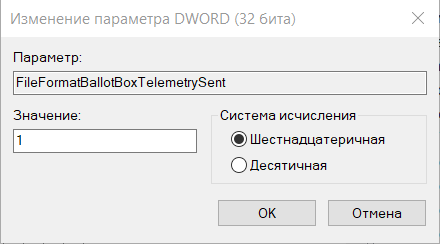 Изменение параметра DWORD (32 бита)
Параметр:
FileFormatBallotBoxTelemetrySent
Значение:
1
Система исчисления
Шестнадцатеричная
Десятичная
OK
Отмена